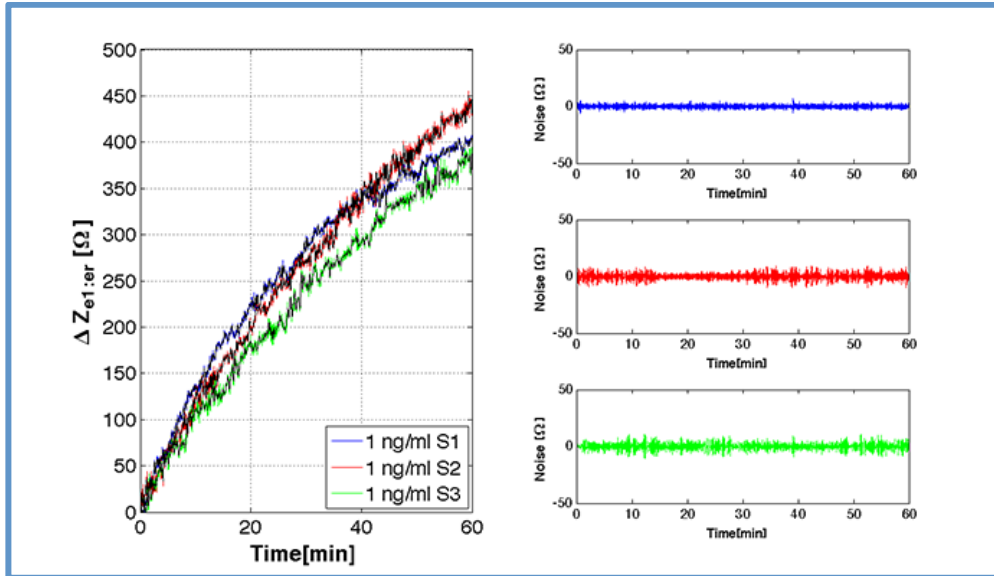 500
450
400
350
300
250
200
150
100
50
0
Δ Z e1:er [Ω]
1 ng/ml S1
1 ng/ml S2
1 ng/ml S3
0 20 40 60
Time[min]
50
0
-50
Noise [Ω]
0 10 20 30 40 50 60
Time[min]
50
0
-50
Noise [Ω]
0 10 20 30 40 50 60
Time[min]
50
0
-50
Noise [Ω]
0 10 20 30 40 50 60
Time[min]